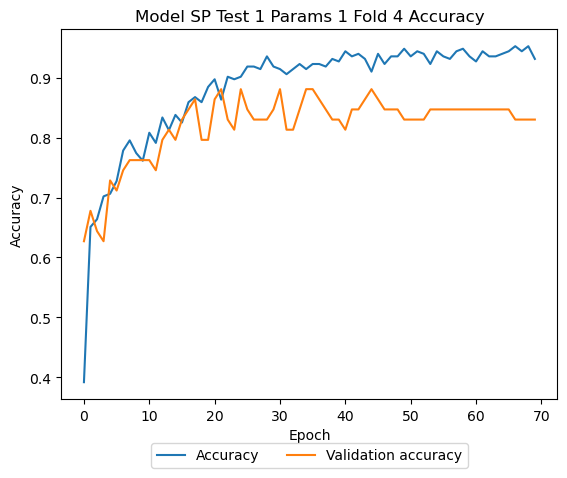 Model SP Test 1 Params 1 Fold 4 Accuracy
0.9
0.8
0.7
0.6
0.5
0.4
Accuracy
0 10 20 30 40 50 60 70
Epoch
Accuracy Validation accuracy